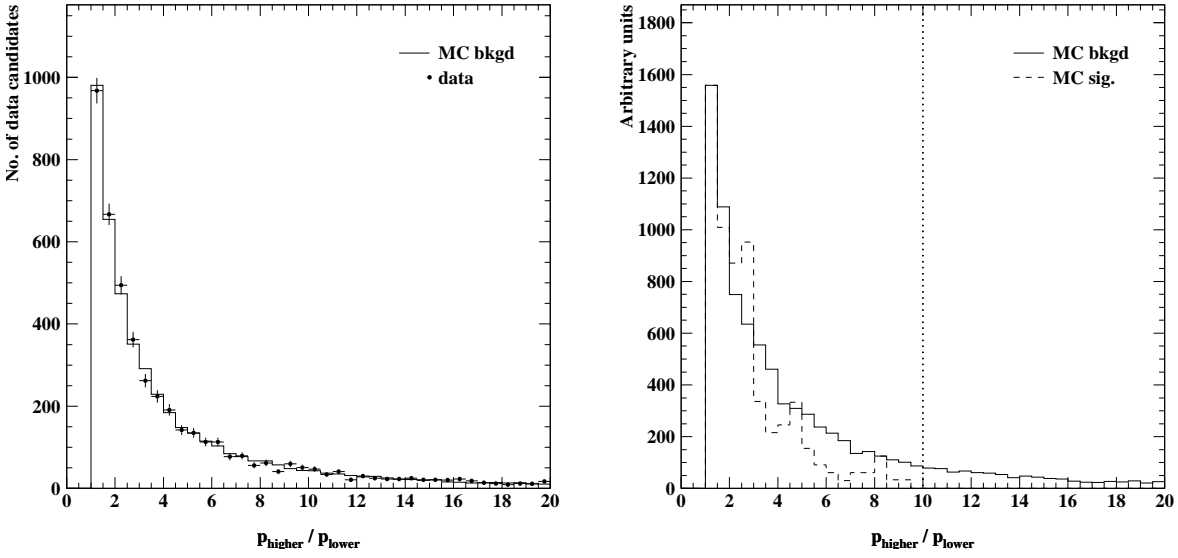 No. of data candidates
1000
800
600
400
200
0
MC bkgd
data
0 2 4 6 8 10 12 14 16 18 20
p_higher / p_lower
Arbitrary units
1800
1600
1400
1200
1000
800
600
400
200
0
MC bkgd
MC sig.
0 2 4 6 8 10 12 14 16 18 20
p_higher / p_lower